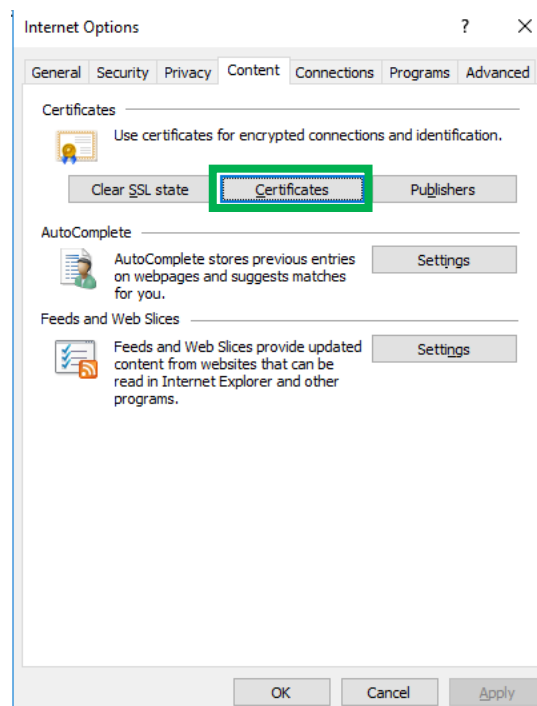 Internet Options ? ✕
General Security Privacy Content Connections Programs Advanced
Certificates
Use certificates for encrypted connections and identification.
Clear SSL state Certificates Publishers
AutoComplete
AutoComplete stores previous entries
on webpages and suggests matches
for you.
Settings
Feeds and Web Slices
Feeds and Web Slices provide updated
content from websites that can be
read in Internet Explorer and other
programs.
Settings
OK Cancel Apply